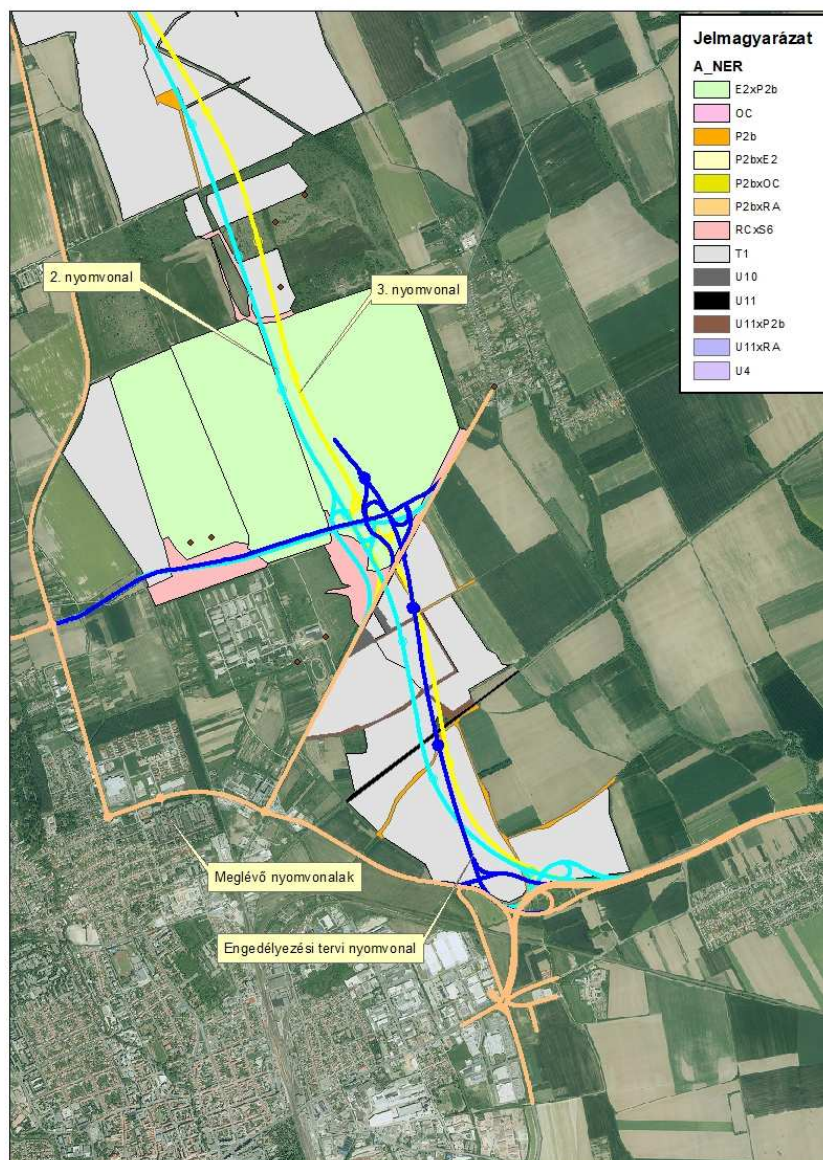 Jelmagyarázat
A_NER
E2xP2b
OC
P2b
P2bxE2
P2bxOC
P2bxRA
RCxS6
T1
U10
U11
U11xP2b
U11xRA
U4
2. nyomvonal
3. nyomvonal
Meglévő nyomvonalak
Engedélyezési tervi nyomvonal